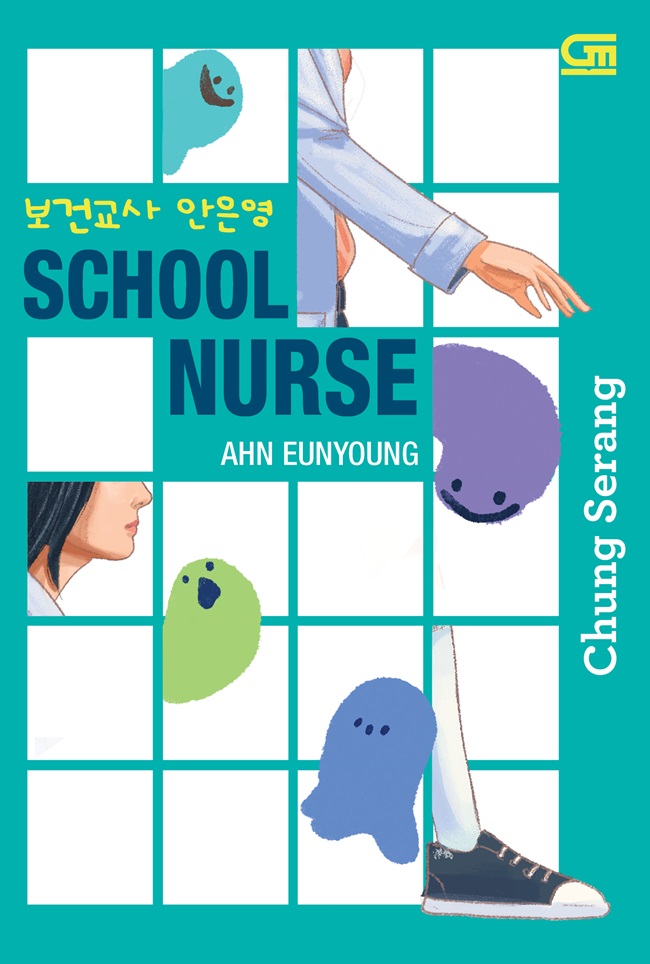 보건교사 안은영
SCHOOL
NURSE
AHN EUNYOUNG
Chung Serang